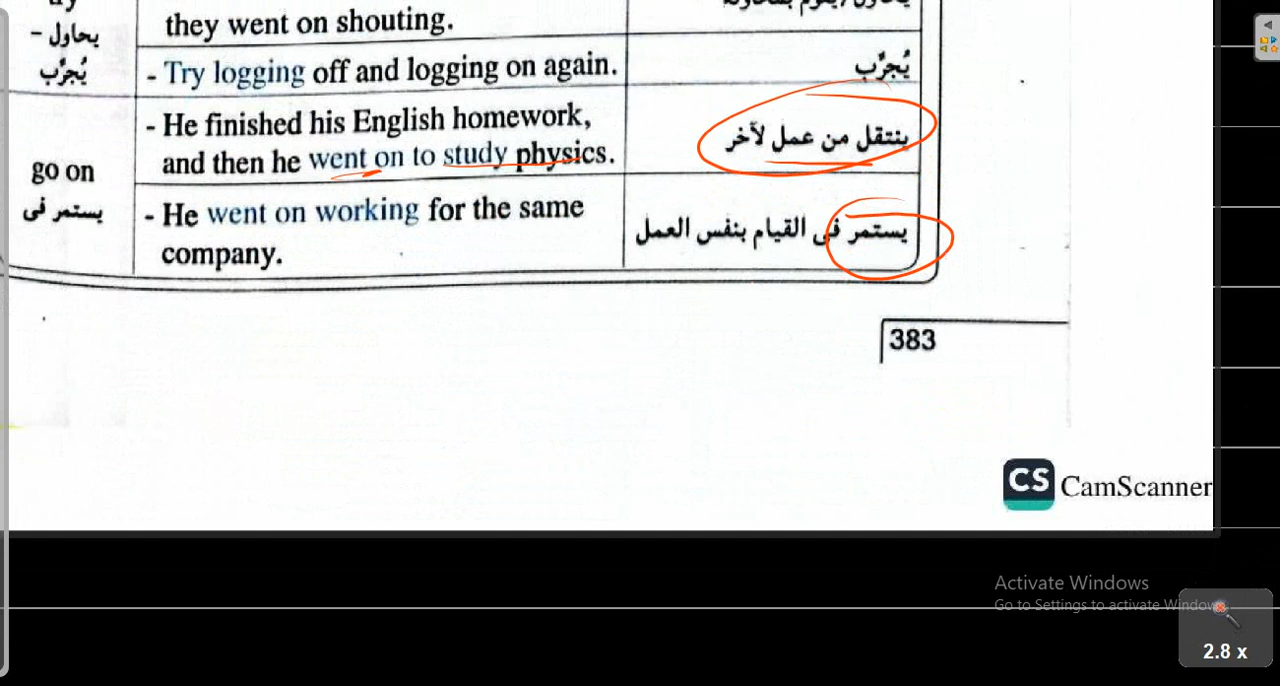 they went on shouting.
يحاول -
يُجرِّب
- Try logging off and logging on again.
يُجرِّب
- He finished his English homework,
and then he went on to study physics.
ينتقل من عمل لآخر
go on
يستمر فى
- He went on working for the same
company.
يستمر فى القيام بنفس العمل
383
CS CamScanner
Activate Windows
Go to Settings to activate Windows
2.8 x